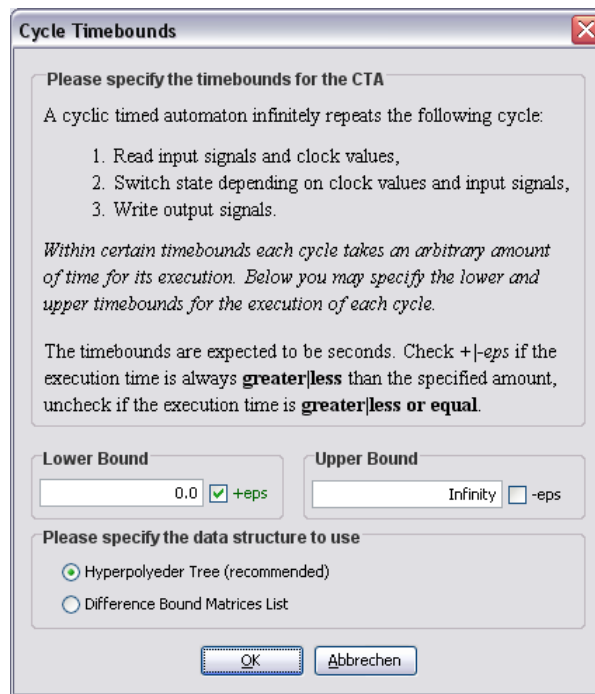 Cycle Timebounds
Please specify the timebounds for the CTA
A cyclic timed automaton infinitely repeats the following cycle:
1. Read input signals and clock values,
2. Switch state depending on clock values and input signals,
3. Write output signals.
Within certain timebounds each cycle takes an arbitrary amount
of time for its execution. Below you may specify the lower and
upper timebounds for the execution of each cycle.
The timebounds are expected to be seconds. Check +|-eps if the
execution time is always greater|less than the specified amount,
uncheck if the execution time is greater|less or equal.
Lower Bound
0.0 +eps
Upper Bound
Infinity -eps
Please specify the data structure to use
Hyperpolyeder Tree (recommended)
Difference Bound Matrices List
OK Abbrechen